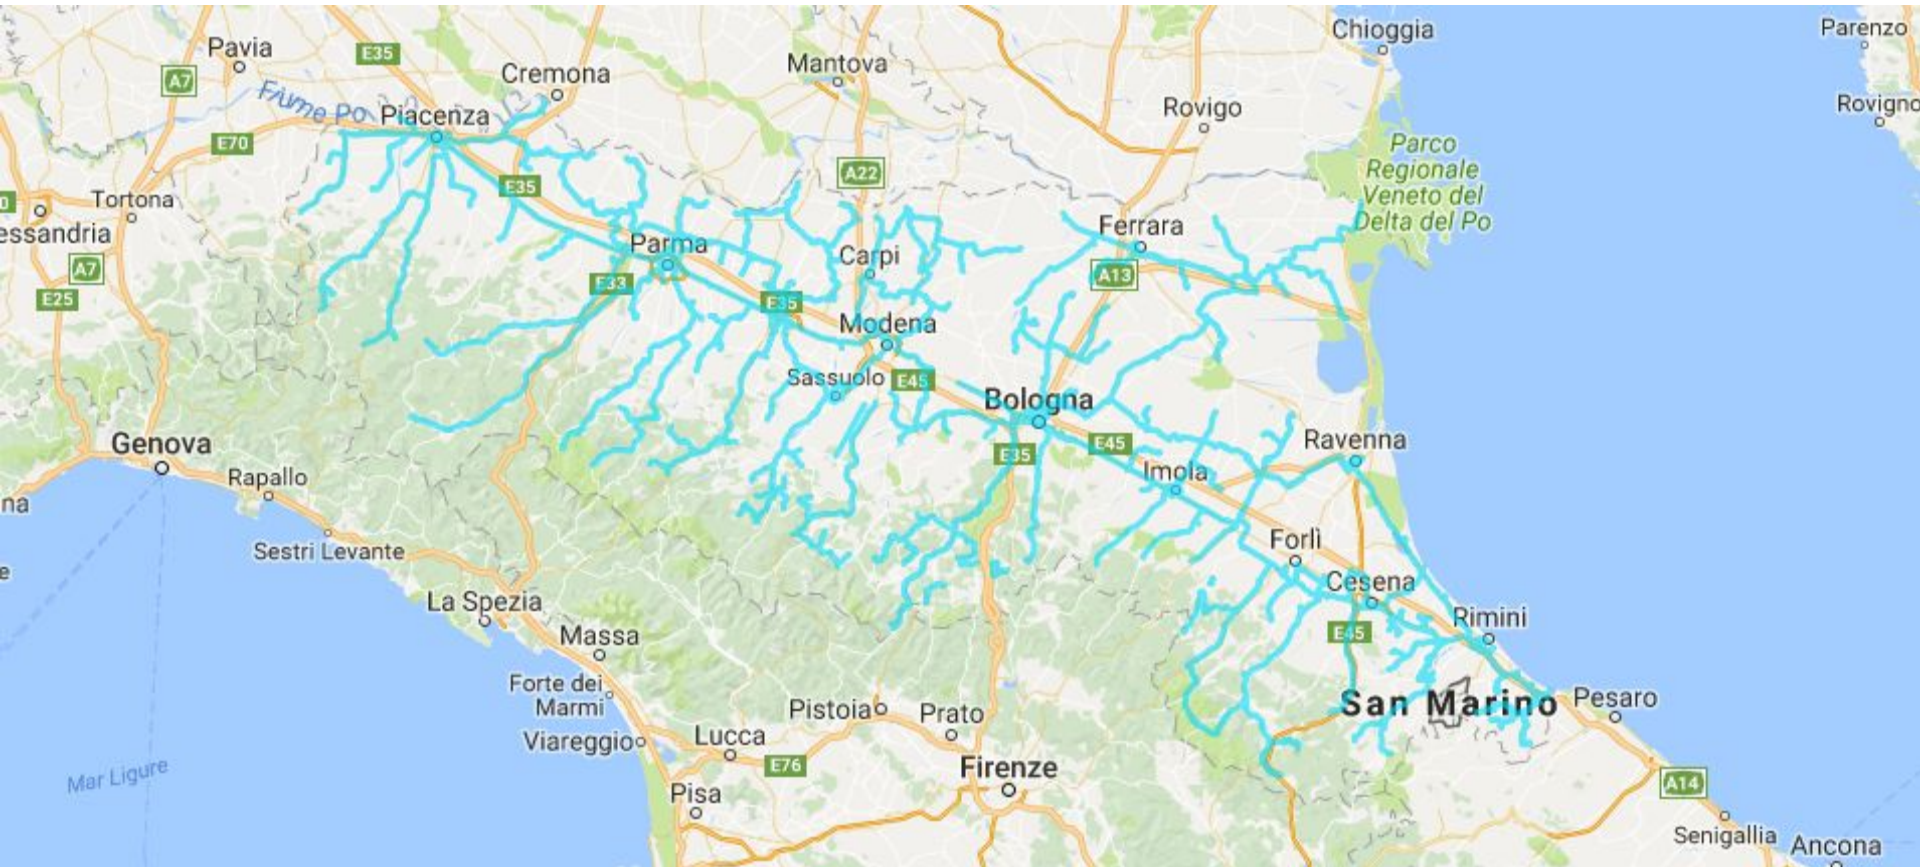 Chioggia
Parenzo
Pavia
E35
Cremona
Mantova
A7
Fiume Po
Piacenza
Rovigo
Rovigno
E70
Parco
Regionale
Veneto del
Delta del Po
A22
E35
Tortona
essandria
Parma
Ferrara
A7
E25
E33
Carpi
A13
E35
Modena
Sassuolo
E45
Bologna
Genova
Rapallo
E35
E45
Imola
Ravenna
na
Sestri Levante
Forlì
e
La Spezia
Cesena
Massa
E45
Rimini
Forte dei
Marmi
Viareggio
Pistoia
Prato
San Marino
Pesaro
Lucca
E76
Mar Ligure
Firenze
Pisa
A14
Senigallia
Ancona